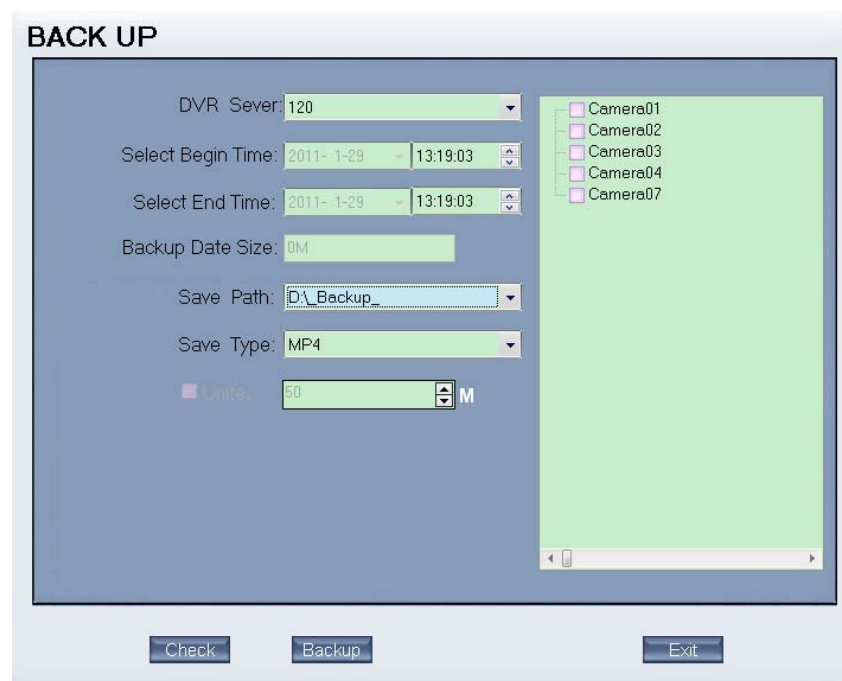 BACK UP
DVR Sever: 120
Select Begin Time: 2011- 1-29 13:19:03
Select End Time: 2011- 1-29 13:19:03
Backup Date Size: 0M
Save Path: D:\_Backup_
Save Type: MP4
Unite. 50 M
Camera01
Camera02
Camera03
Camera04
Camera07
Check Backup Exit